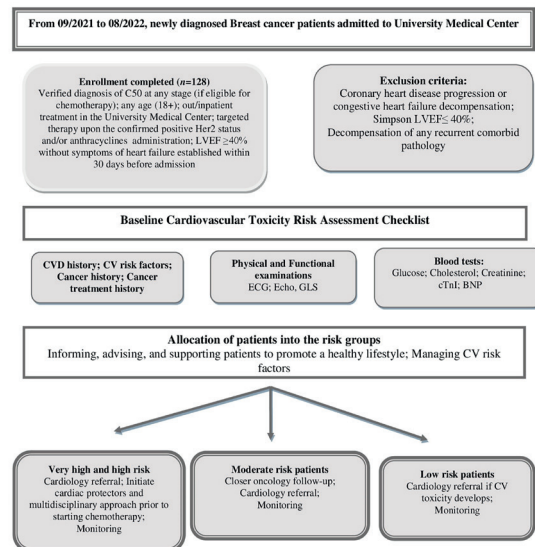 From 09/2021 to 08/2022, newly diagnosed Breast cancer patients admitted to University Medical Center
Enrollment completed (n=128)
Verified diagnosis of C50 at any stage (if eligible for
chemotherapy); any age (18+); out/inpatient
treatment in the University Medical Center; targeted
therapy upon the confirmed positive Her2 status
and/or anthracyclines administration; LVEF ≥40%
without symptoms of heart failure established within
30 days before admission
Exclusion criteria:
Coronary heart disease progression or
congestive heart failure decompensation;
Simpson LVEF≤ 40%;
Decompensation of any recurrent comorbid
pathology
Baseline Cardiovascular Toxicity Risk Assessment Checklist
CVD history; CV risk factors;
Cancer history; Cancer
treatment history
Physical and Functional
examinations
ECG; Echo, GLS
Blood tests:
Glucose; Cholesterol; Creatinine;
cTnI; BNP
Allocation of patients into the risk groups
Informing, advising, and supporting patients to promote a healthy lifestyle; Managing CV risk
factors
Very high and high risk
Cardiology referral; Initiate
cardiac protectors and
multidisciplinary approach prior to
starting chemotherapy;
Monitoring
Moderate risk patients
Closer oncology follow-up;
Cardiology referral;
Monitoring
Low risk patients
Cardiology referral if CV
toxicity develops;
Monitoring